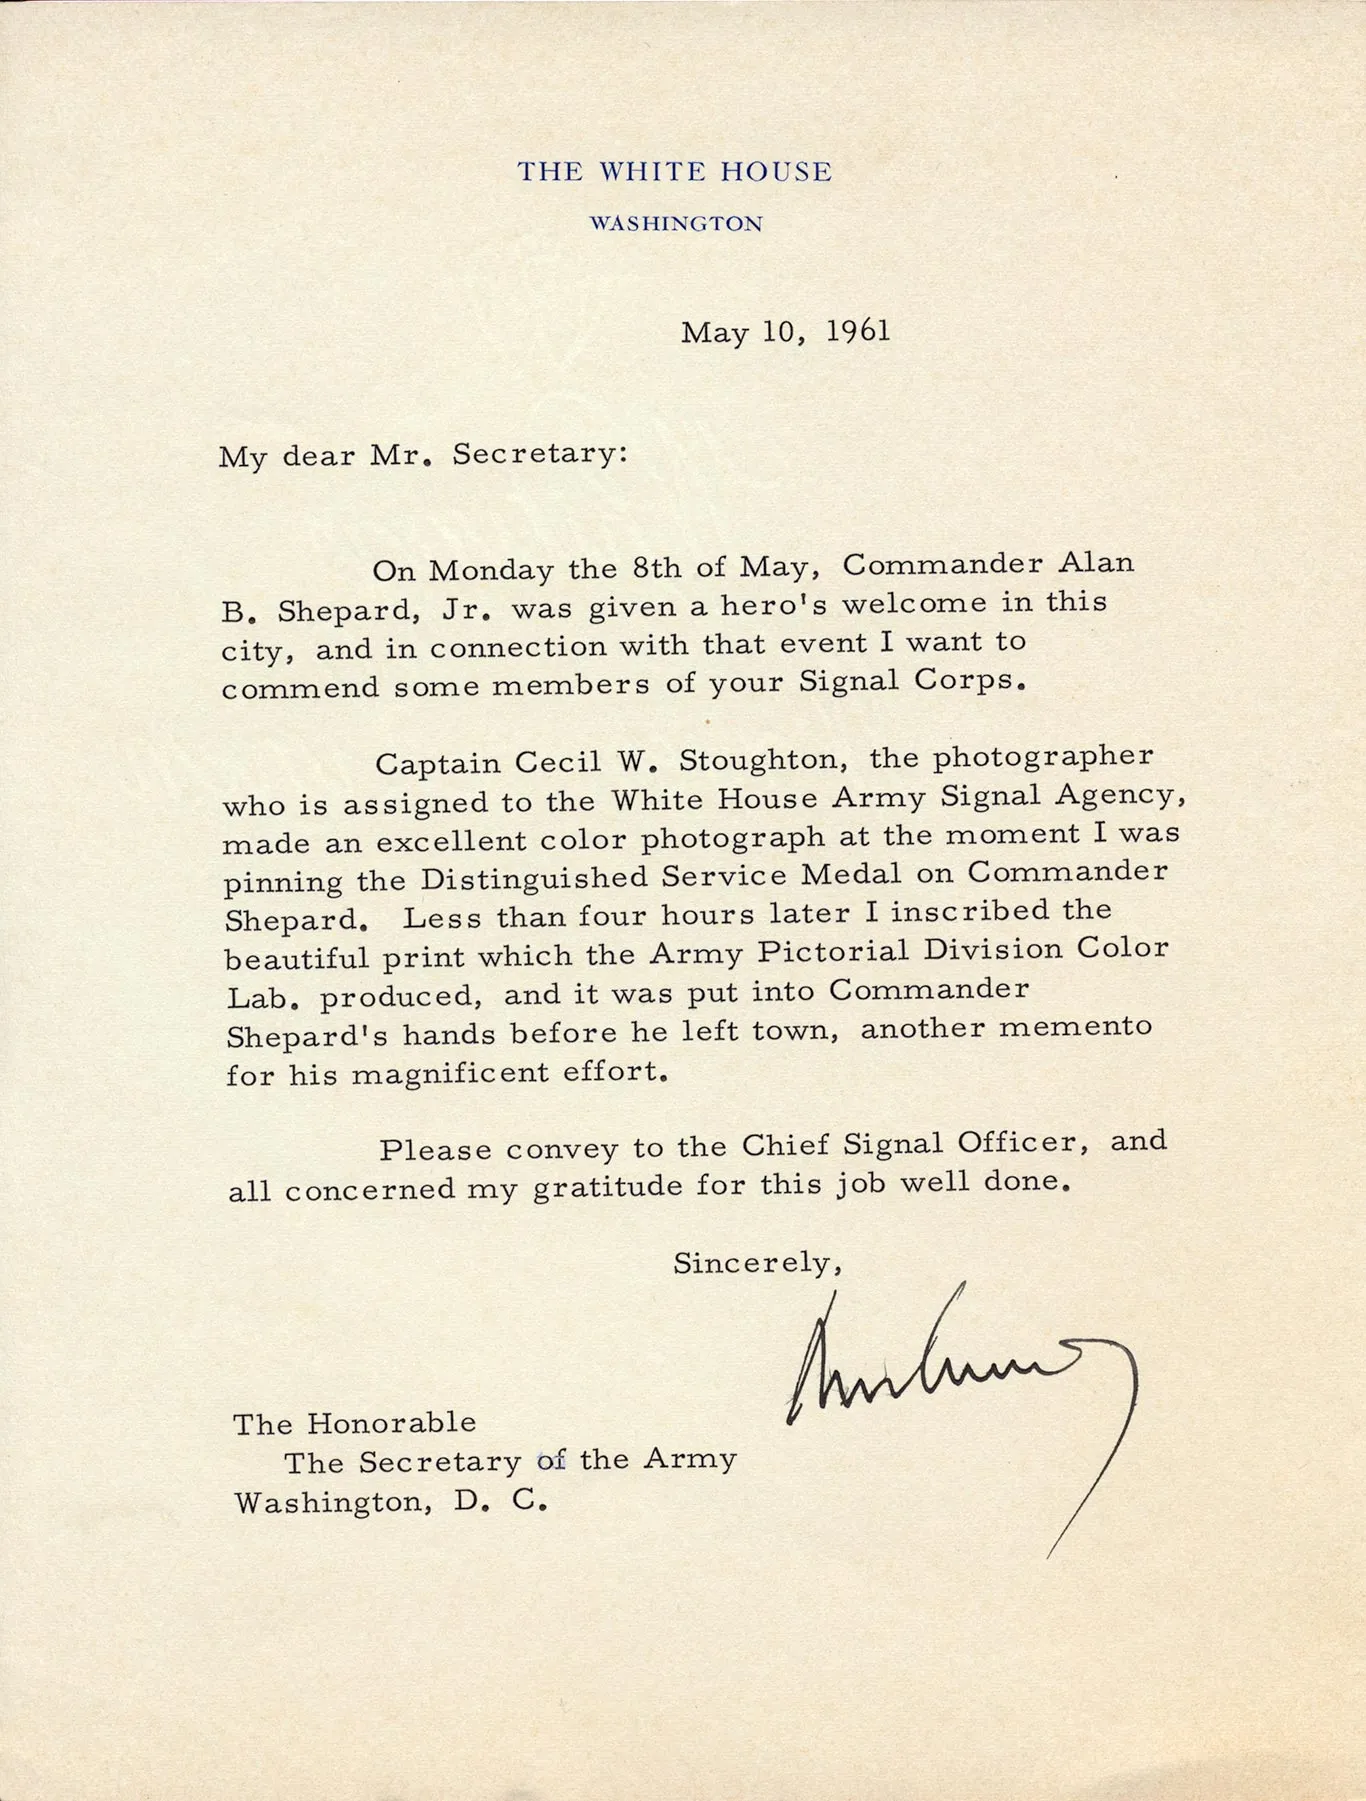 THE WHITE HOUSE
WASHINGTON
May 10, 1961
My dear Mr. Secretary:
On Monday the 8th of May, Commander Alan
B. Shepard, Jr. was given a hero's welcome in this
city, and in connection with that event I want to
commend some members of your Signal Corps.
Captain Cecil W. Stoughton, the photographer
who is assigned to the White House Army Signal Agency,
made an excellent color photograph at the moment I was
pinning the Distinguished Service Medal on Commander
Shepard. Less than four hours later I inscribed the
beautiful print which the Army Pictorial Division Color
Lab. produced, and it was put into Commander
Shepard's hands before he left town, another memento
for his magnificent effort.
Please convey to the Chief Signal Officer, and
all concerned my gratitude for this job well done.
Sincerely,
The Honorable
The Secretary of the Army
Washington, D. C.